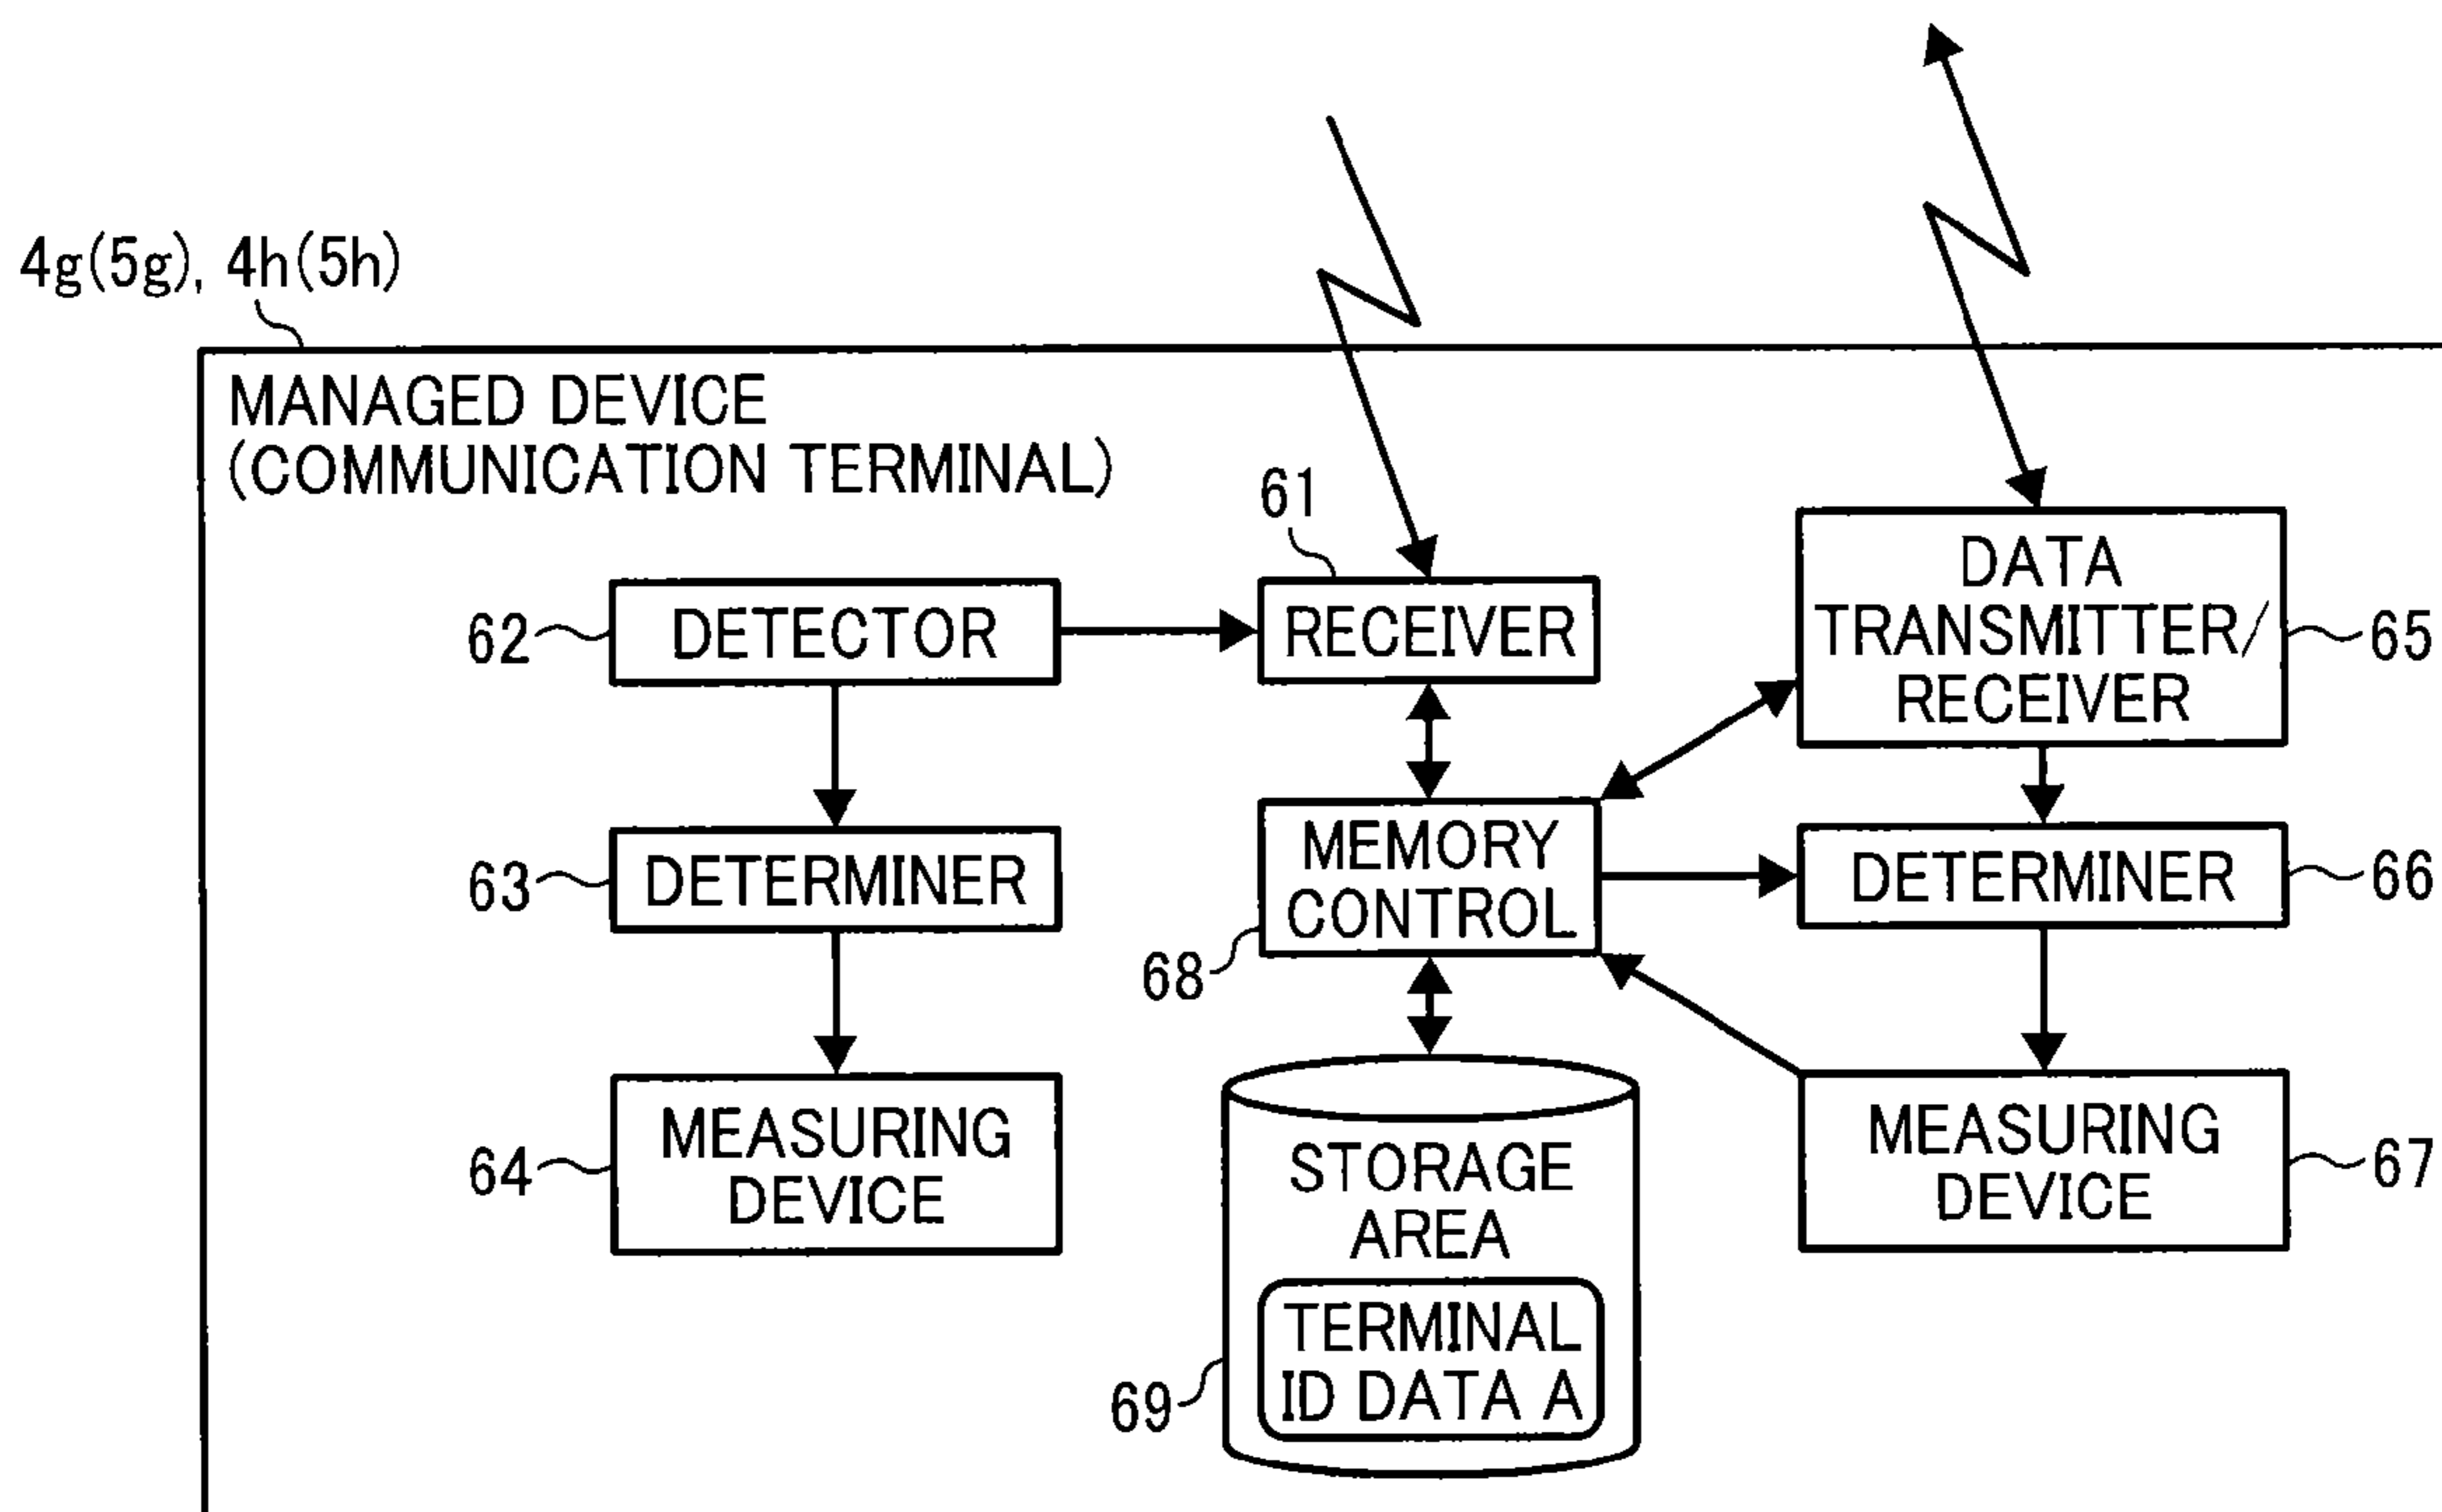 4g(5g), 4h(5h)
MANAGED DEVICE
(COMMUNICATION TERMINAL)
61
62
DETECTOR
RECEIVER
DATA
TRANSMITTER/
RECEIVER
65
63
DETERMINER
MEMORY
CONTROL
68
DETERMINER
66
64
MEASURING
DEVICE
STORAGE
AREA
TERMINAL
ID DATA A
69
MEASURING
DEVICE
67